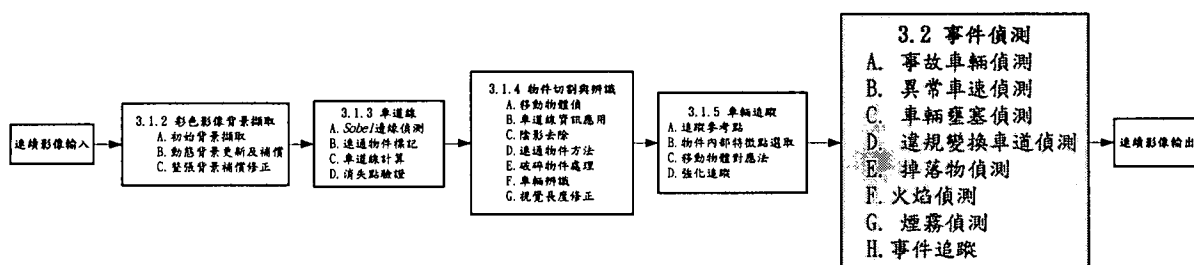 連續影像輸入
3.1.2 彩色影像背景擷取
A. 初始背景擷取
B. 動態背景更新及補償
C. 緊張背景補償修正
3.1.3 車道線
A. Sobel邊緣偵測
B. 連通物件標記
C. 車道線計算
D. 消失點驗證
3.1.4 物件切割與辨識
A. 移動物體偵
B. 車道線資訊應用
C. 陰影去除
D. 連通物件方法
E. 破碎物件處理
F. 車輛辨識
G. 視覺長度修正
3.1.5 車輛追蹤
A. 追蹤參考點
B. 物件內部特徵點選取
C. 移動物體對應法
D. 強化追蹤
3.2 事件偵測
A. 事故車輛偵測
B. 異常車速偵測
C. 車輛壅塞偵測
D. 違規變換車道偵測
E. 掉落物偵測
F. 火焰偵測
G. 煙霧偵測
H. 事件追蹤
連續影像輸出